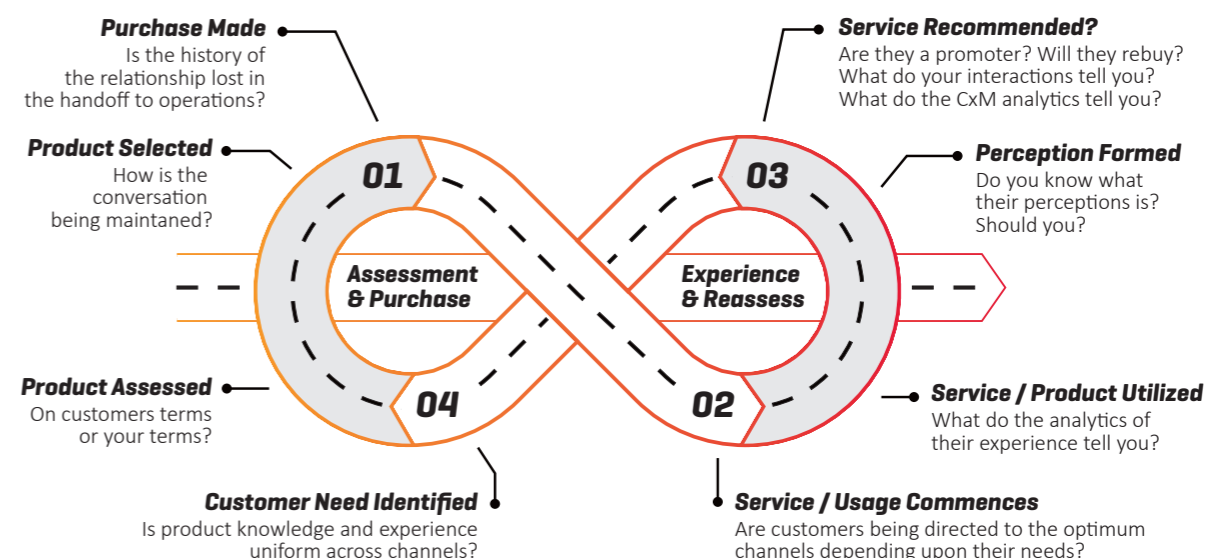 Purchase Made
Is the history of
the relationship lost in
the handoff to operations?
Product Selected
How is the
conversation
being maintaned?
Product Assessed
On customers terms
or your terms?
Customer Need Identified
Is product knowledge and experience
uniform across channels?
01
Assessment
& Purchase
04
03
Experience
& Reassess
02
Service Recommended?
Are they a promoter? Will they rebuy?
What do your interactions tell you?
What do the CxM analytics tell you?
Perception Formed
Do you know what
their perceptions is?
Should you?
Service / Product Utilized
What do the analytics of
their experience tell you?
Service / Usage Commences
Are customers being directed to the optimum
channels depending upon their needs?